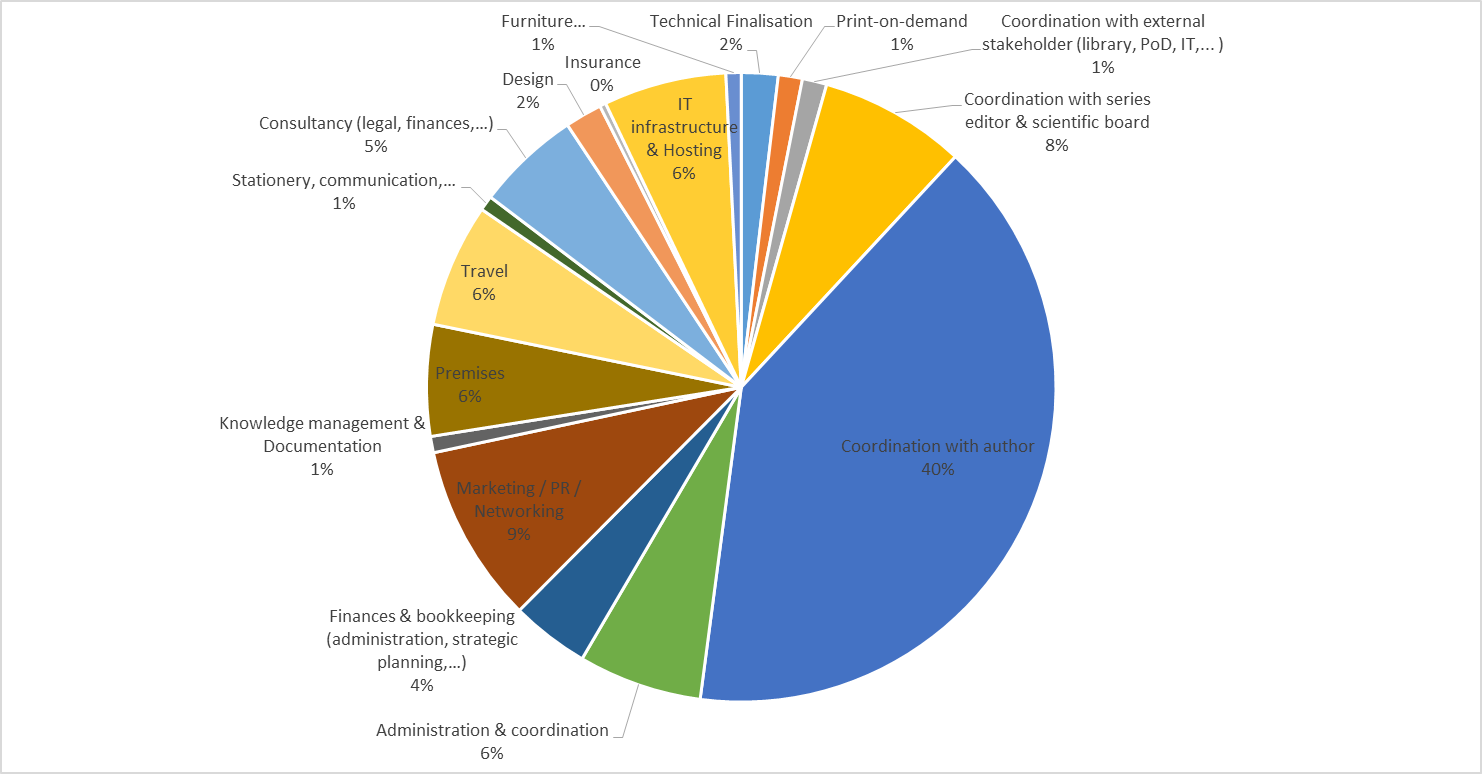 Furniture…
1%
Technical Finalisation
2%
Print-on-demand
1%
Coordination with external
stakeholder (library, PoD, IT,... )
1%
Coordination with series
editor & scientific board
8%
Coordination with author
40%
Administration & coordination
6%
Finances & bookkeeping
(administration, strategic
planning,…)
4%
Marketing / PR /
Networking
9%
Knowledge management &
Documentation
1%
Premises
6%
Travel
6%
Stationery, communication,…
1%
Consultancy (legal, finances,…)
5%
Design
2%
Insurance
0%
IT
infrastructure
& Hosting
6%